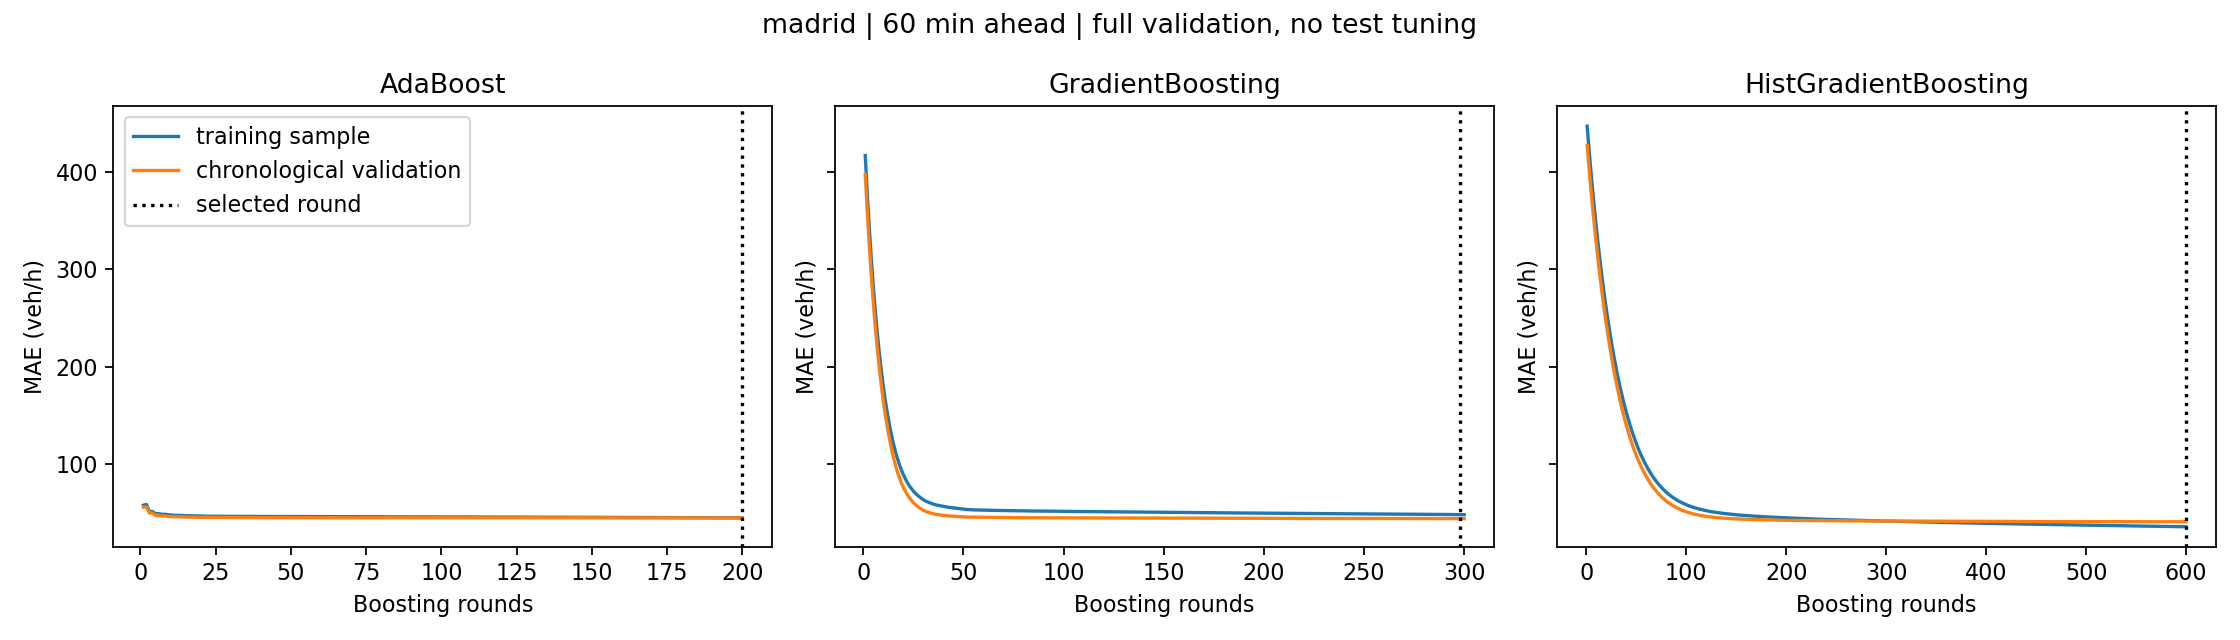 madrid | 60 min ahead | full validation, no test tuning
AdaBoost
training sample
chronological validation
selected round
MAE (veh/h)
400
300
200
100
0 25 50 75 100 125 150 175 200
Boosting rounds
GradientBoosting
MAE (veh/h)
0 50 100 150 200 250 300
Boosting rounds
HistGradientBoosting
MAE (veh/h)
0 100 200 300 400 500 600
Boosting rounds